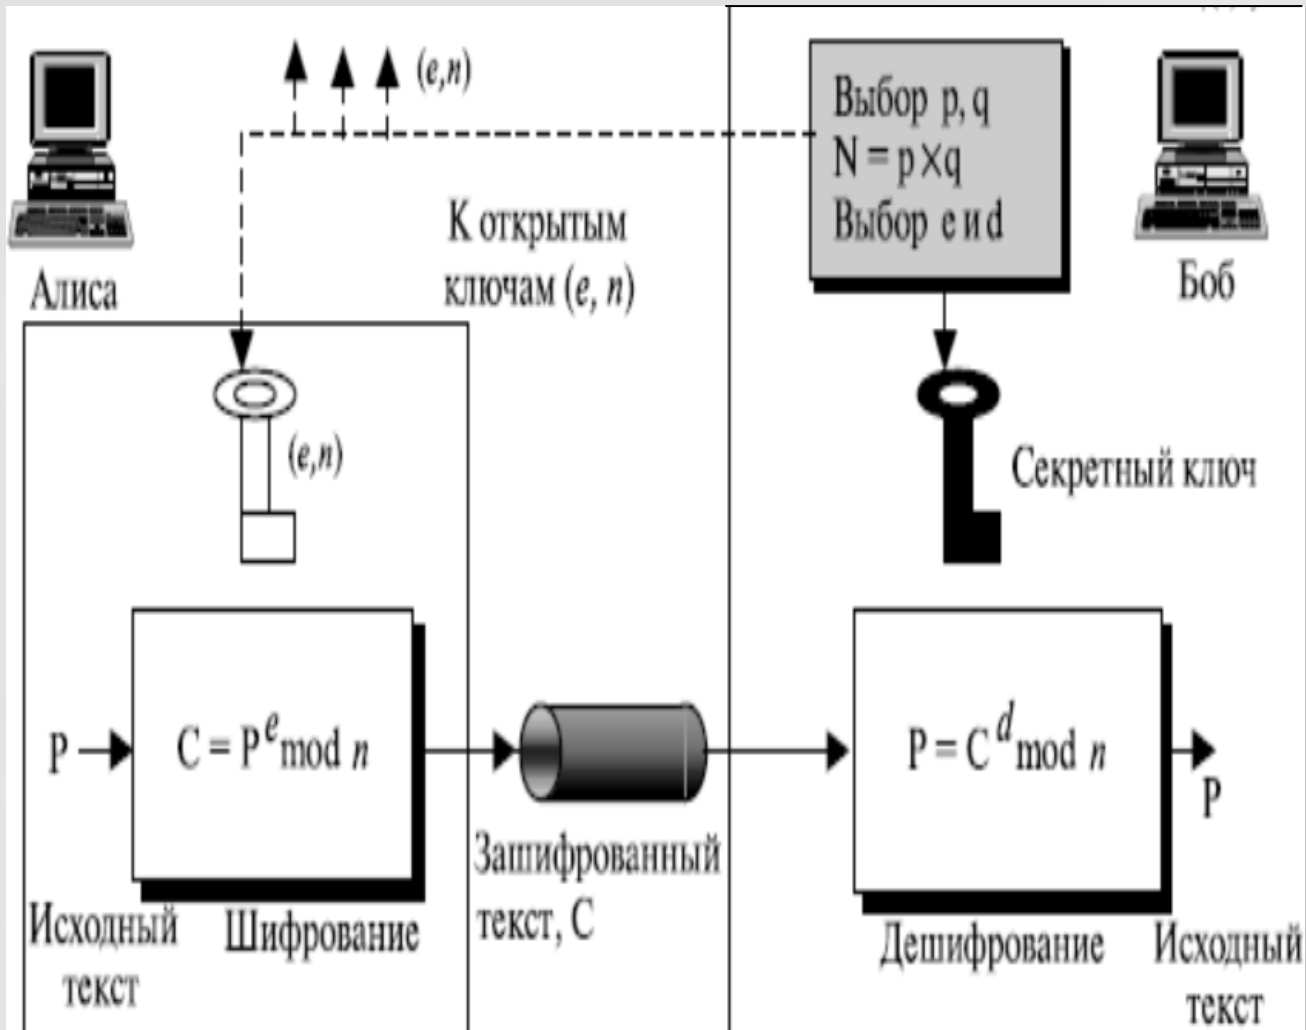 (e,n)
Выбор p, q
N = p×q
Выбор e и d
К открытым
ключам (e, n)
Алиса
Боб
(e,n)
Секретный ключ
P
C = P^e mod n
P = C^d mod n
P
Зашифрованный
текст, C
Исходный
текст
Шифрование
Дешифрование
Исходный
текст